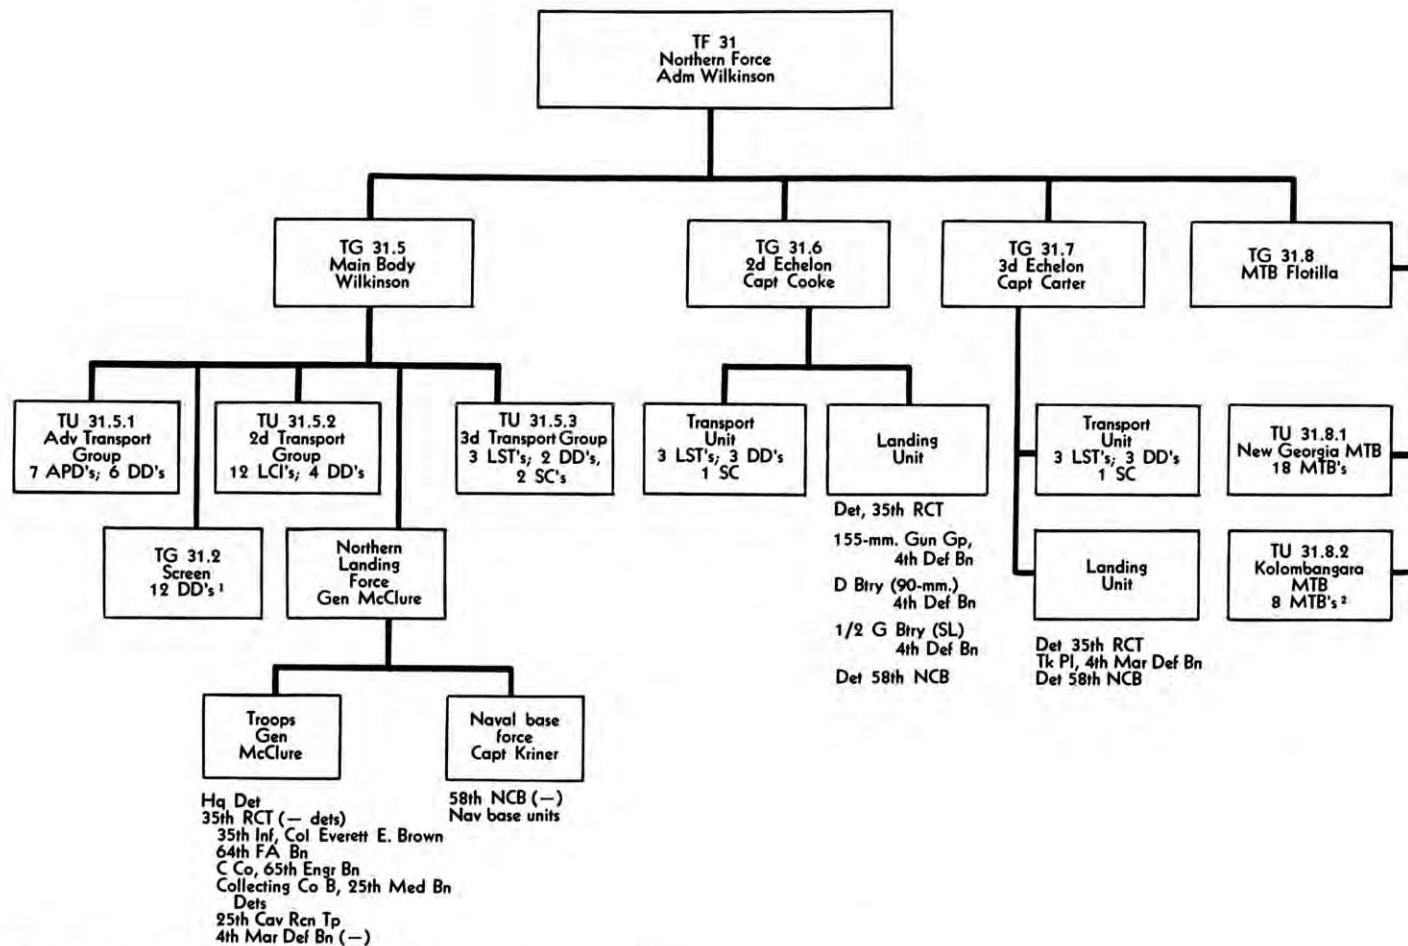 TF 31
Northern Force
Adm Wilkinson
TG 31.5
Main Body
Wilkinson
TG 31.6
2d Echelon
Capt Cooke
TG 31.7
3d Echelon
Capt Carter
TG 31.8
MTB Flotilla
TU 31.5.1
Adv Transport
Group
7 APD's; 6 DD's
TU 31.5.2
2d Transport
Group
12 LCI's; 4 DD's
TU 31.5.3
3d Transport Group
3 LST's; 2 DD's,
2 SC's
Transport
Unit
3 LST's; 3 DD's
1 SC
Landing
Unit
Transport
Unit
3 LST's; 3 DD's
1 SC
TU 31.8.1
New Georgia MTB
18 MTB's
Det, 35th RCT
155-mm. Gun Gp,
4th Def Bn
D Btry (90-mm.)
4th Def Bn
1/2 G Btry (SL)
4th Def Bn
Det 58th NCB
TG 31.2
Screen
12 DD's ¹
Northern
Landing
Force
Gen McClure
Landing
Unit
TU 31.8.2
Kolombangara
MTB
8 MTB's ²
Det 35th RCT
Tk Pl, 4th Mar Def Bn
Det 58th NCB
Troops
Gen
McClure
Naval base
force
Capt Kriner
Hq Det
35th RCT (— dets)
35th Inf, Col Everett E. Brown
64th FA Bn
C Co, 65th Engr Bn
Collecting Co B, 25th Med Bn
Dets
25th Cav Rcn Tp
4th Mar Def Bn (—)
58th NCB (—)
Nav base units